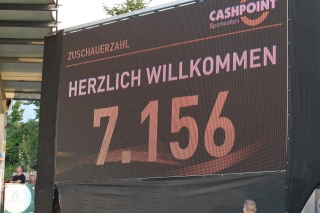 CASHPOINT
Sportwetten
ZUSCHAUERZAHL
HERZLICH WILLKOMMEN
7.156